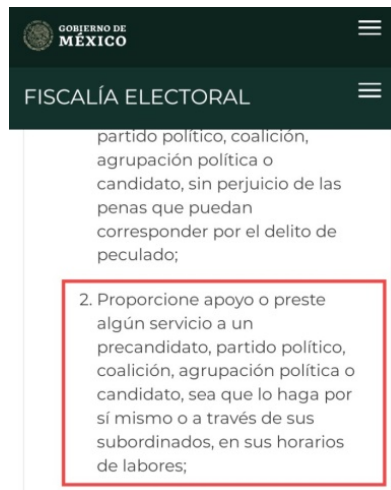 GOBIERNO DE
MÉXICO
FISCALÍA ELECTORAL
partido político, coalición,
agrupación política o
candidato, sin perjuicio de las
penas que puedan
corresponder por el delito de
peculado;
2. Proporcione apoyo o preste
algún servicio a un
precandidato, partido político,
coalición, agrupación política o
candidato, sea que lo haga por
sí mismo o a través de sus
subordinados, en sus horarios
de labores;